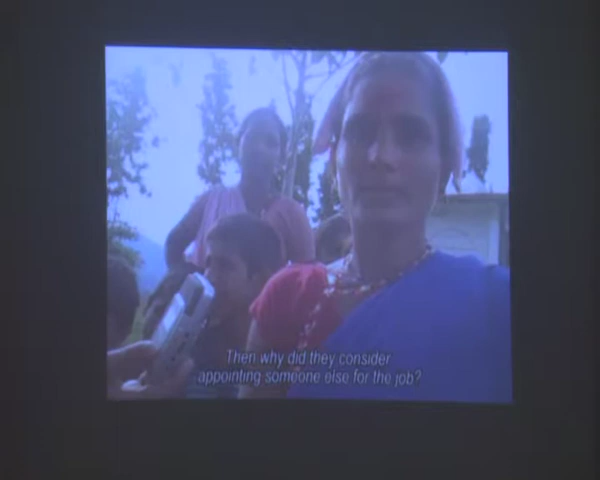 Then why did they consider
appointing someone else for the job?